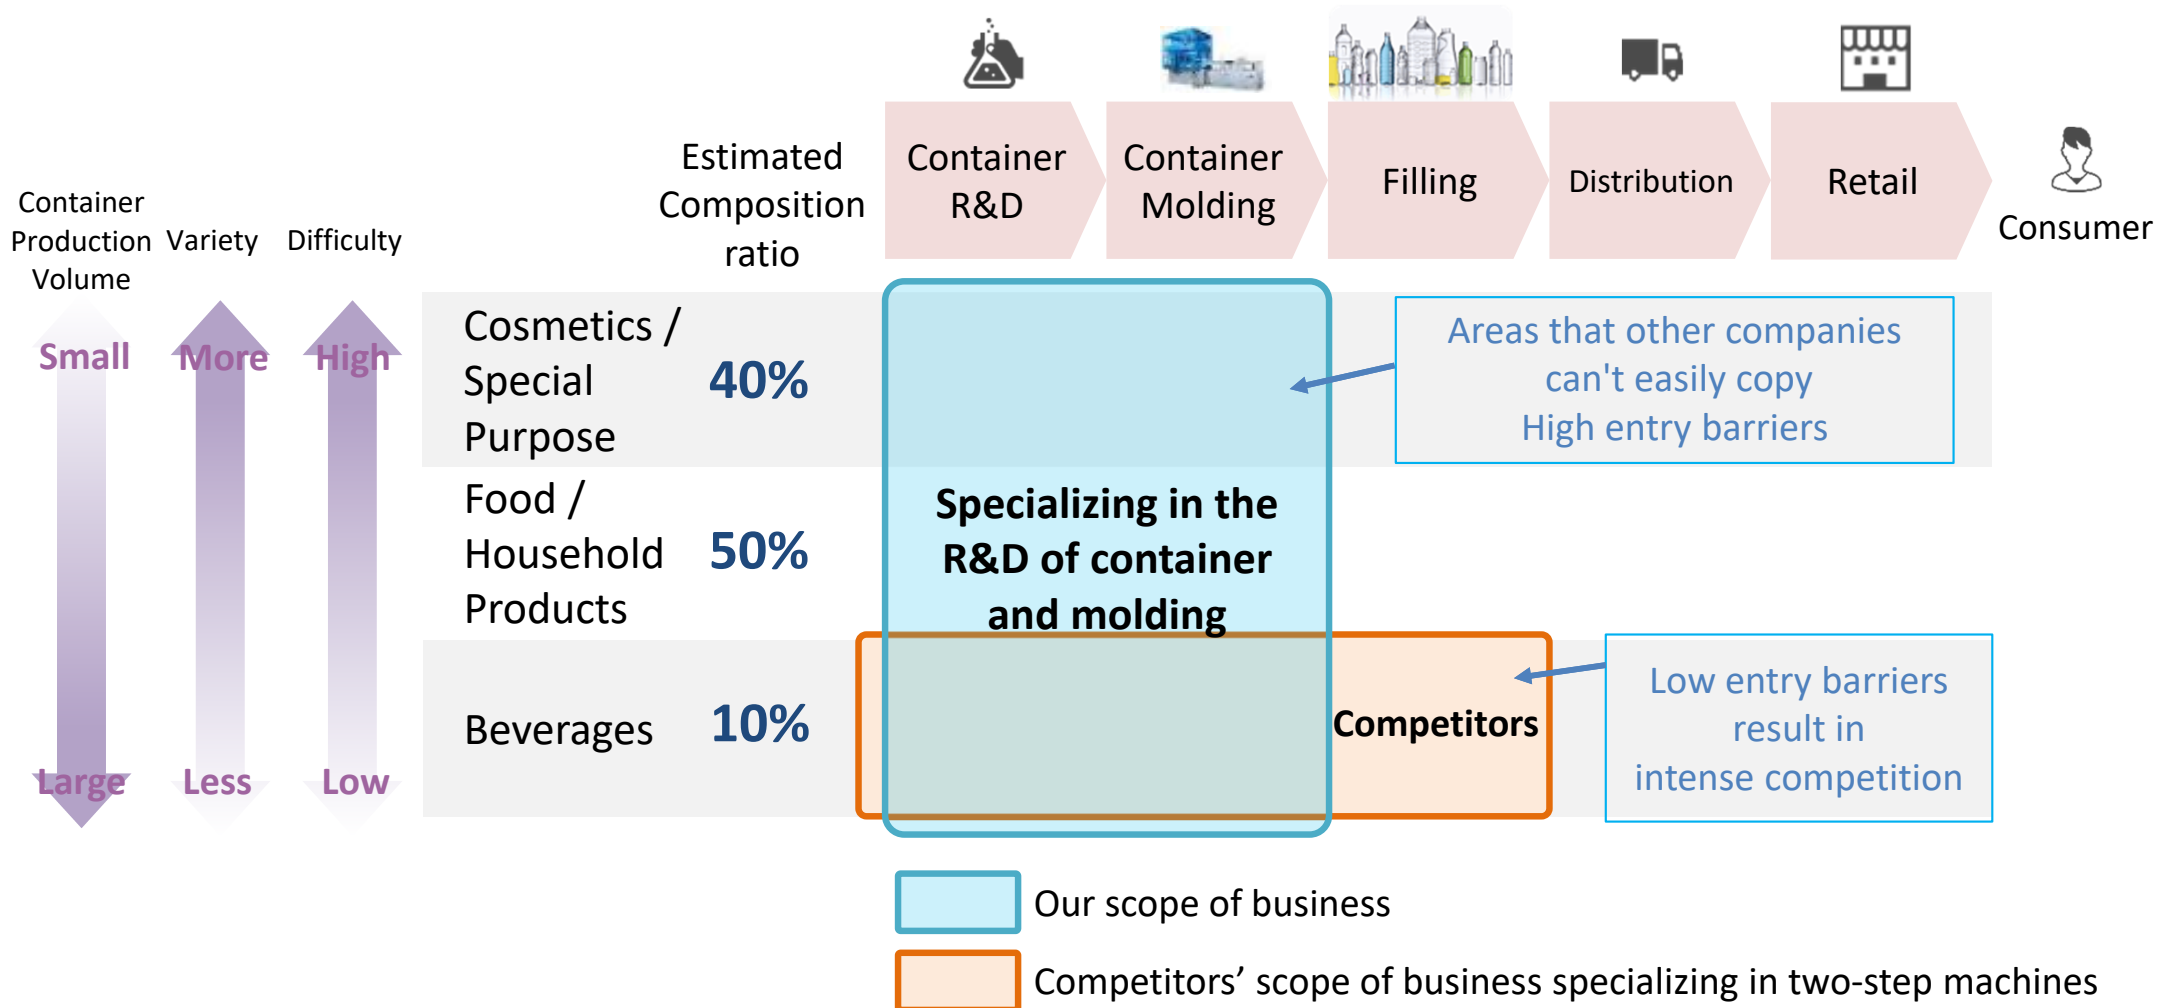 Container
R&D
Container
Molding
Filling
Distribution
Retail
Consumer
Estimated
Composition
ratio
Container
Production
Volume
Variety
Difficulty
Small
More
High
Large
Less
Low
Cosmetics /
Special
Purpose
40%
Areas that other companies
can't easily copy
High entry barriers
Food /
Household
Products
50%
Specializing in the
R&D of container
and molding
Beverages
10%
Competitors
Low entry barriers
result in
intense competition
Our scope of business
Competitors’ scope of business specializing in two-step machines